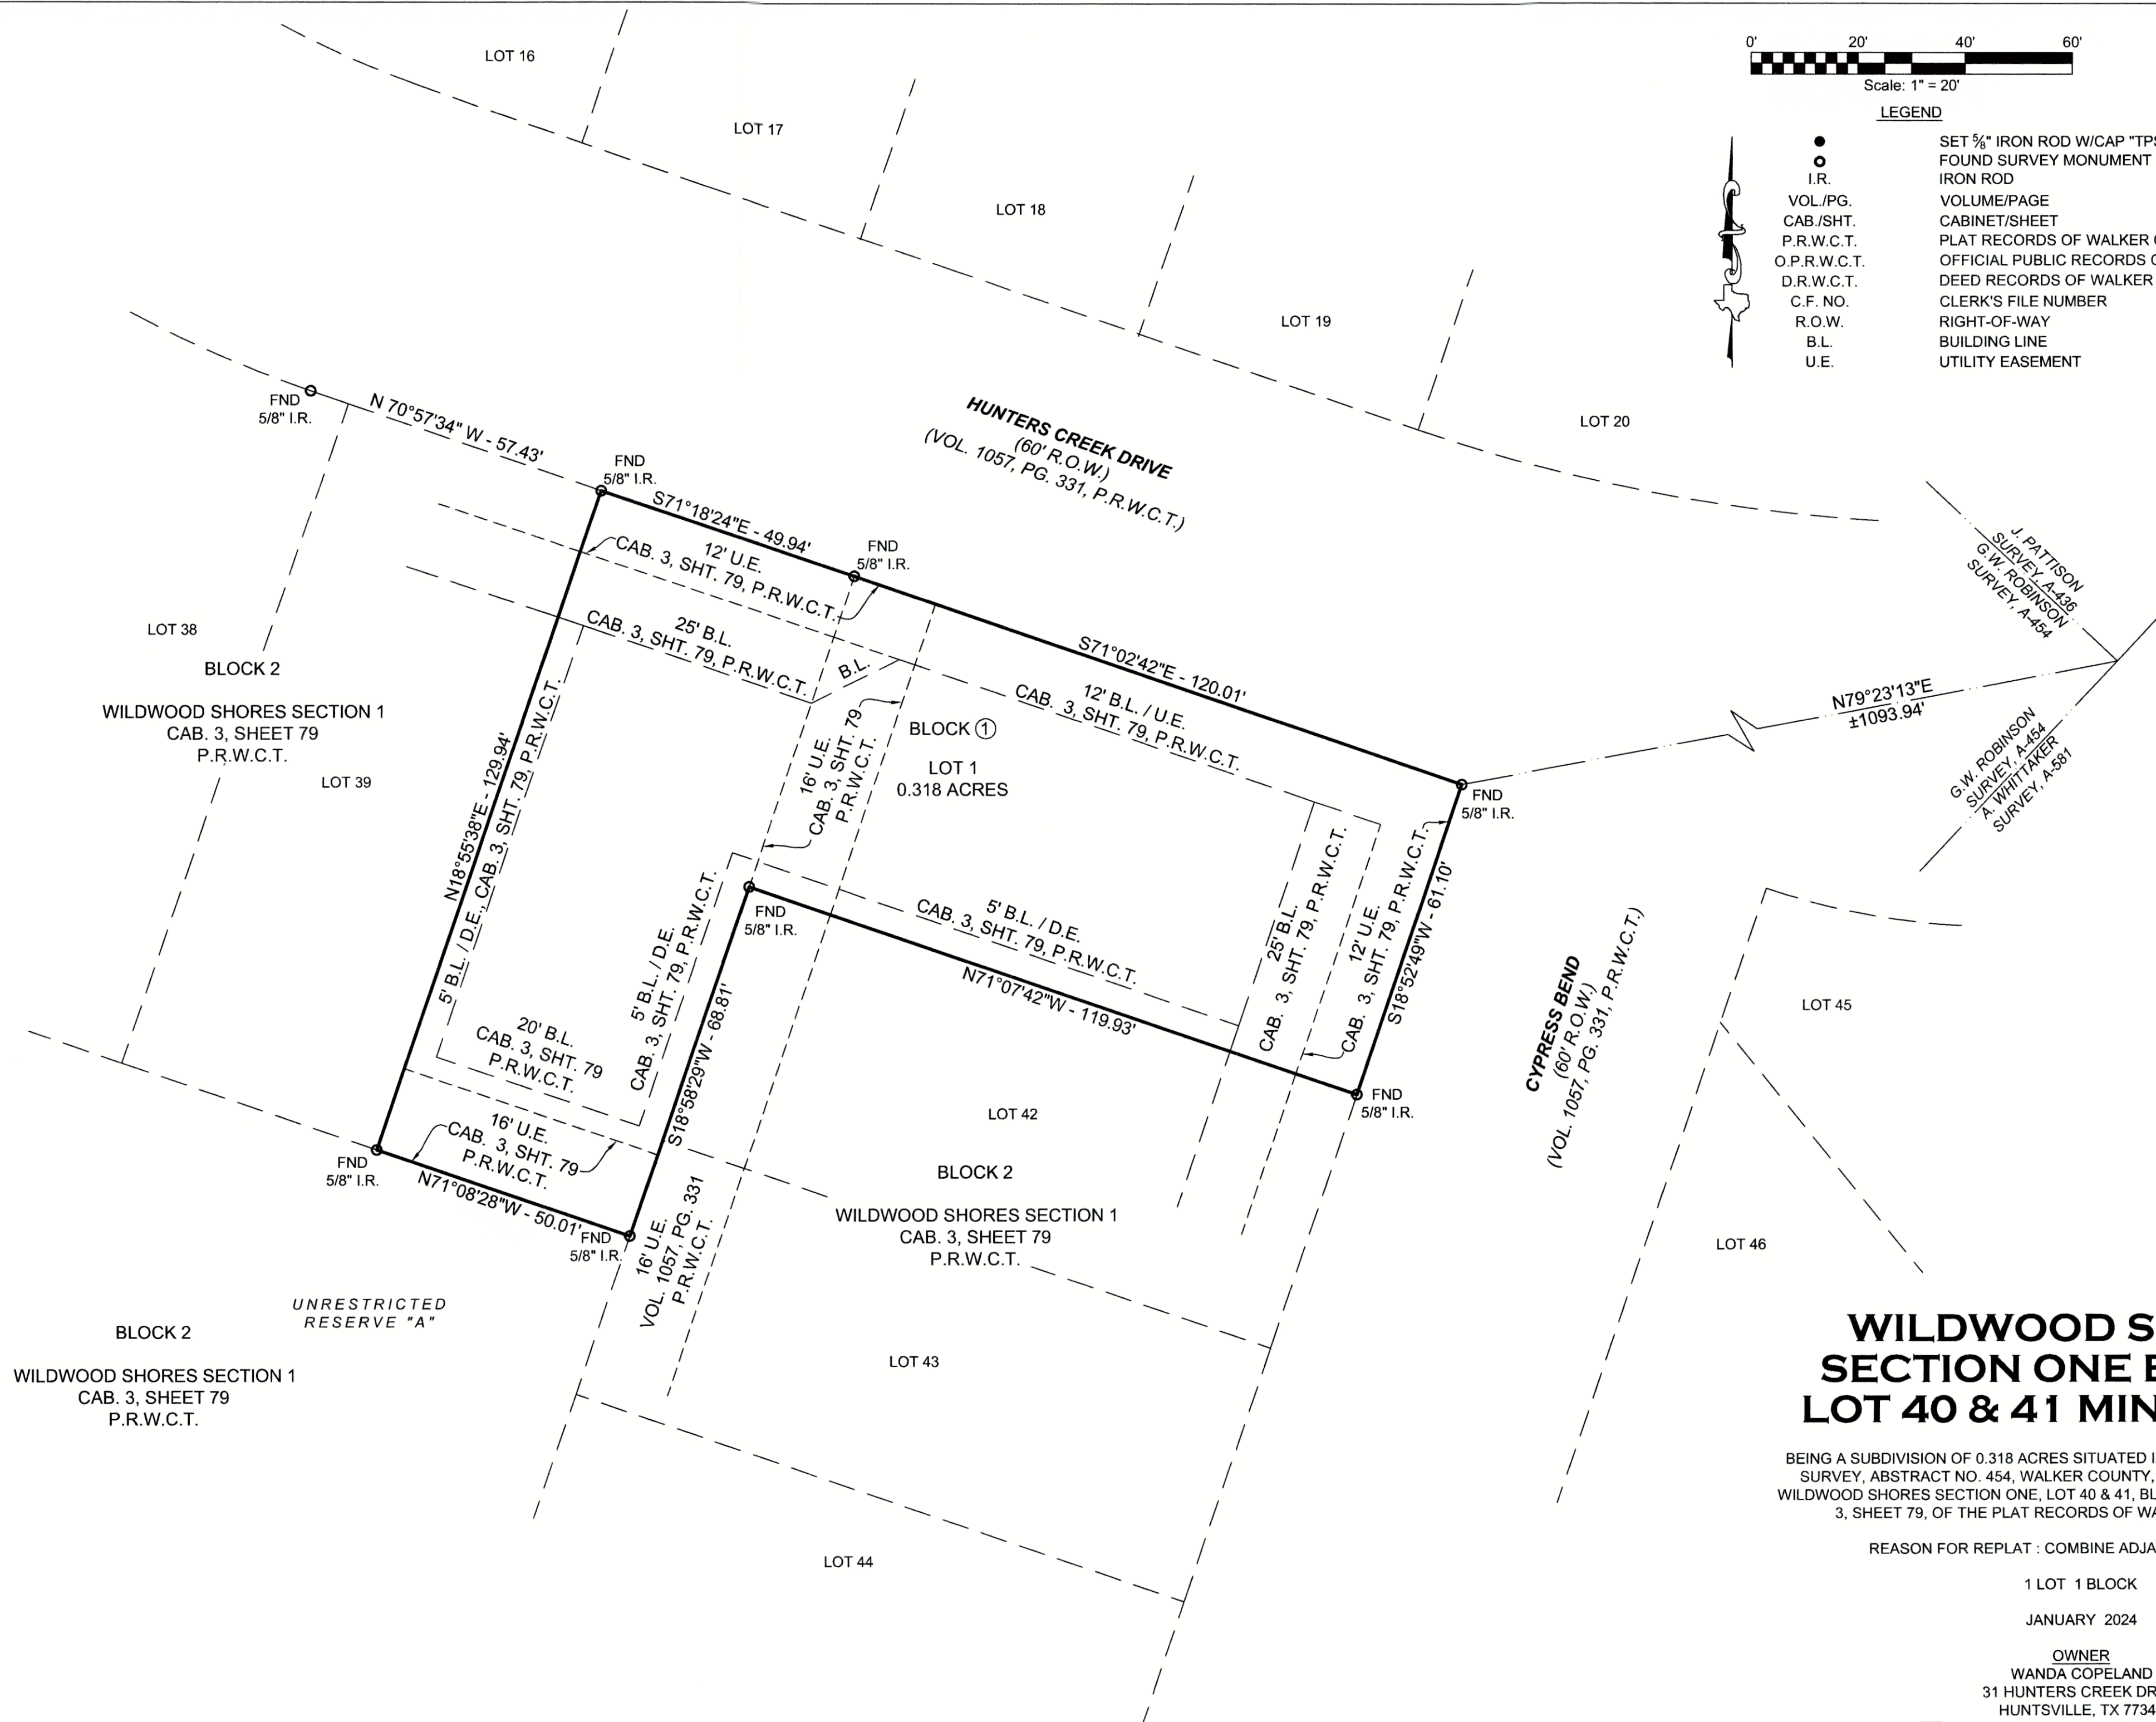 LOT 16
LOT 17
LOT 18
LOT 19
LOT 20
0' 20' 40' 60'
Scale: 1" = 20'
LEGEND
SET 5/8" IRON ROD W/CAP
FOUND SURVEY MONUMENT
I.R. IRON ROD
VOL./PG. VOLUME/PAGE
CAB./SHT. CABINET/SHEET
P.R.W.C.T. PLAT RECORDS OF WALKER
O.P.R.W.C.T. OFFICIAL PUBLIC RECORDS
D.R.W.C.T. DEED RECORDS OF WALKER
C.F. NO. CLERK'S FILE NUMBER
R.O.W. RIGHT-OF-WAY
B.L. BUILDING LINE
U.E. UTILITY EASEMENT
FND
5/8" I.R.
N 70°57'34" W - 57.43'
FND
5/8" I.R.
HUNTERS CREEK DRIVE
(60' R.O.W.)
(VOL. 1057, PG. 331, P.R.W.C.T.)
S71°18'24"E - 49.94'
FND
5/8" I.R.
12' U.E.
CAB. 3, SHT. 79, P.R.W.C.T.
25' B.L.
CAB. 3, SHT. 79, P.R.W.C.T.
B.L.
S71°02'42"E - 120.01'
12' B.L. / U.E.
CAB. 3, SHT. 79, P.R.W.C.T.
J. PATTISON
SURVEY, A-436
G.W. ROBINSON
SURVEY, A-454
N79°23'13"E
±1093.94'
G.W. ROBINSON
SURVEY, A-454
A. WHITTAKER
SURVEY, A-581
LOT 38
BLOCK 2
WILDWOOD SHORES SECTION 1
CAB. 3, SHEET 79
P.R.W.C.T.
LOT 39
N18°55'38"E - 129.94'
5' B.L. / D.E., CAB. 3, SHT. 79, P.R.W.C.T.
16' U.E.
CAB. 3, SHT. 79
P.R.W.C.T.
BLOCK 1
LOT 1
0.318 ACRES
FND
5/8" I.R.
5' B.L. / D.E.
CAB. 3, SHT. 79, P.R.W.C.T.
FND
5/8" I.R.
5' B.L. / D.E.
CAB. 3, SHT. 79, P.R.W.C.T.
N71°07'42"W - 119.93'
25' B.L.
CAB. 3, SHT. 79, P.R.W.C.T.
12' U.E.
CAB. 3, SHT. 79, P.R.W.C.T.
S18°52'49"W - 61.10'
FND
5/8" I.R.
CYPRESS BEND
(60' R.O.W.)
(VOL. 1057, PG. 331, P.R.W.C.T.)
LOT 45
20' B.L.
CAB. 3, SHT. 79
P.R.W.C.T.
S18°58'29"W - 68.81'
16' U.E.
CAB. 3, SHT. 79
P.R.W.C.T.
FND
5/8" I.R.
N71°08'28"W - 50.01'
FND
5/8" I.R.
16' U.E.
VOL. 1057, PG. 331
P.R.W.C.T.
LOT 42
BLOCK 2
WILDWOOD SHORES SECTION 1
CAB. 3, SHEET 79
P.R.W.C.T.
LOT 46
UNRESTRICTED
RESERVE "A"
BLOCK 2
WILDWOOD SHORES SECTION 1
CAB. 3, SHEET 79
P.R.W.C.T.
LOT 43
LOT 44
WILDWOOD
SECTION ONE
LOT 40 & 41
BEING A SUBDIVISION OF 0.318 ACRES SITUATED
SURVEY, ABSTRACT NO. 454, WALKER COUNTY,
WILDWOOD SHORES SECTION ONE, LOT 40 & 41,
3, SHEET 79, OF THE PLAT RECORDS OF
REASON FOR REPLAT : COMBINE
1 LOT 1 BLOCK
JANUARY 2024
OWNER
WANDA COPELAND
31 HUNTERS CREEK
HUNTSVILLE, TX